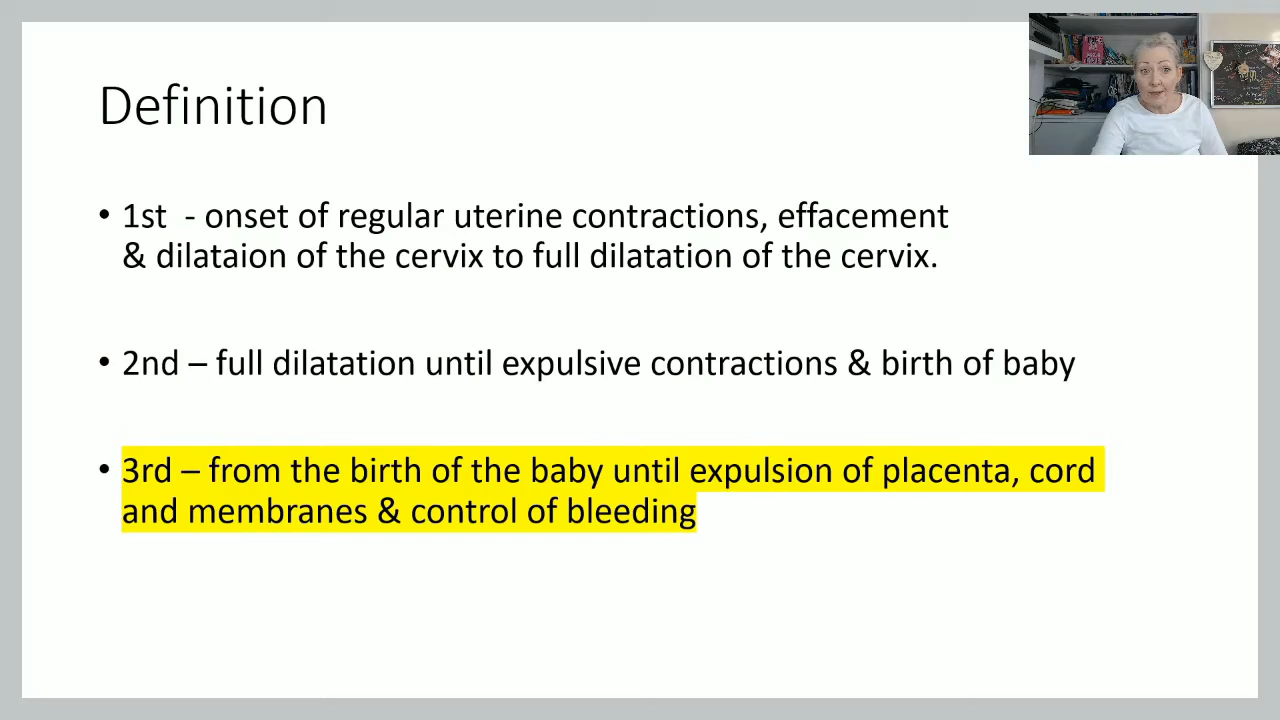 Definition
• 1st - onset of regular uterine contractions, effacement
& dilataion of the cervix to full dilatation of the cervix.
• 2nd – full dilatation until expulsive contractions & birth of baby
• 3rd – from the birth of the baby until expulsion of placenta, cord
and membranes & control of bleeding